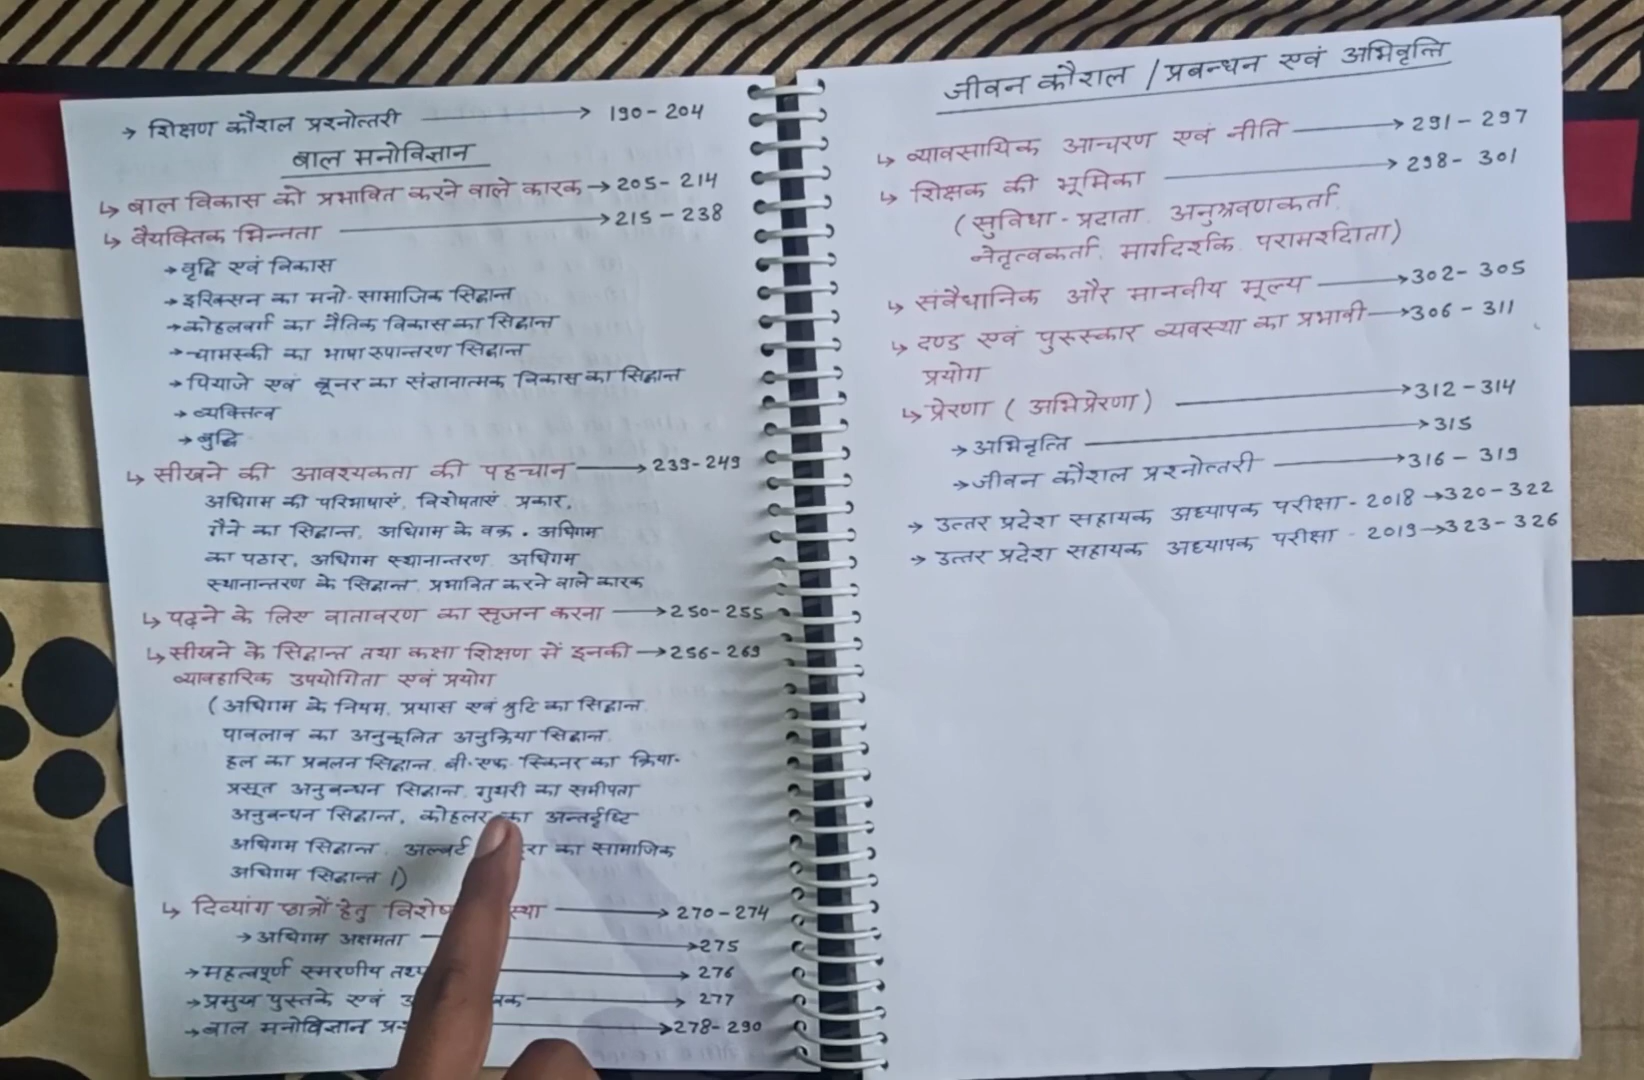 → शिक्षण कौशल प्रश्नोत्तरी → 190-204
बाल मनोविज्ञान
↳ बाल विकास को प्रभावित करने वाले कारक → 205-214
↳ वैयक्तिक भिन्नता → 215-238
→ वृद्धि एवं विकास
→ इरिक्सन का मनो-सामाजिक सिद्धान्त
→ कोहलबर्ग का नैतिक विकास का सिद्धान्त
→ चामस्की का भाषा रुपान्तरण सिद्धान्त
→ पियाजे एवं ब्रूनर का संज्ञानात्मक विकास का सिद्धान्त
→ व्यक्तित्व
→ बुद्धि
↳ सीखने की आवश्यकता की पहचान → 239-249
अधिगम की परिभाषाएं, विशेषताएं, प्रकार,
गैने का सिद्धान्त, अधिगम के वक्र, अधिगम
का पठार, अधिगम स्थानान्तरण, अधिगम
स्थानान्तरण के सिद्धान्त, प्रभावित करने वाले कारक
↳ पढ़ने के लिए वातावरण का सृजन करना → 250-255
↳ सीखने के सिद्धान्त तथा कक्षा शिक्षण में इनकी → 256-269
व्यावहारिक उपयोगिता एवं प्रयोग
(अधिगम के नियम, प्रयास एवं त्रुटि का सिद्धान्त,
पावलाव का अनुकूलित अनुक्रिया सिद्धान्त,
हल का प्रबलन सिद्धान्त, बी.एफ. स्किनर का क्रिया-
प्रसूत अनुबन्धन सिद्धान्त, गुथरी का समीपता
अनुबन्धन सिद्धान्त, कोहलर का अन्तर्दृष्टि
अधिगम सिद्धान्त, अल्बर्ट का सामाजिक
अधिगम सिद्धान्त।)
↳ दिव्यांग छात्रों हेतु → 270-274
→ अधिगम अक्षमता → 275
→ महत्वपूर्ण स्मरणीय → 276
→ प्रमुख पुस्तकें एवं → 277
→ बाल मनोविज्ञान → 278-290
जीवन कौशल / प्रबन्धन एवं अभिवृत्ति
↳ व्यावसायिक आचरण एवं नीति → 291-297
↳ शिक्षक की भूमिका → 298-301
(सुविधा-प्रदाता, अनुश्रवणकर्ता,
नेतृत्वकर्ता, मार्गदर्शक, परामर्शदाता)
↳ संवैधानिक और मानवीय मूल्य → 302-305
↳ दण्ड एवं पुरुस्कार व्यवस्था का प्रभावी → 306-311
प्रयोग
↳ प्रेरणा (अभिप्रेरणा) → 312-314
→ अभिवृत्ति → 315
→ जीवन कौशल प्रश्नोत्तरी → 316-319
→ उत्तर प्रदेश सहायक अध्यापक परीक्षा - 2018 → 320-322
→ उत्तर प्रदेश सहायक अध्यापक परीक्षा - 2019 → 323-326